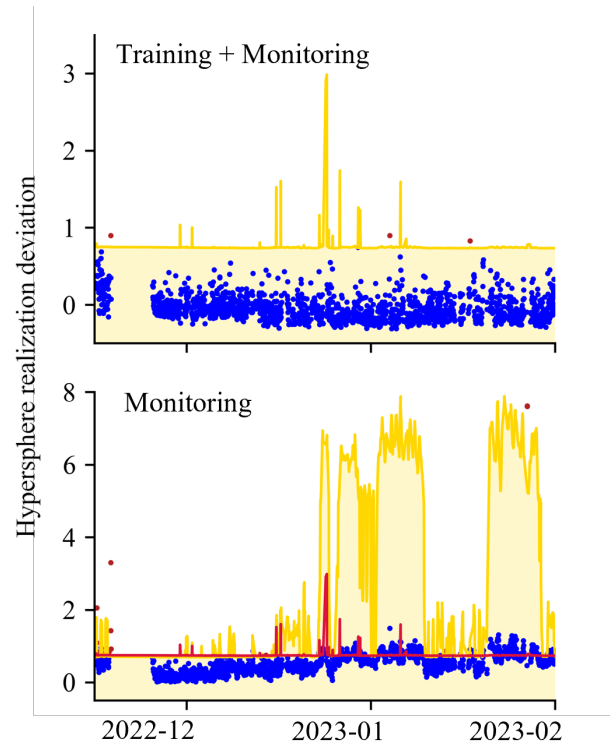 Training + Monitoring
3
2
1
0
Hypersphere realization deviation
Monitoring
8
6
4
2
0
2022-12 2023-01 2023-02